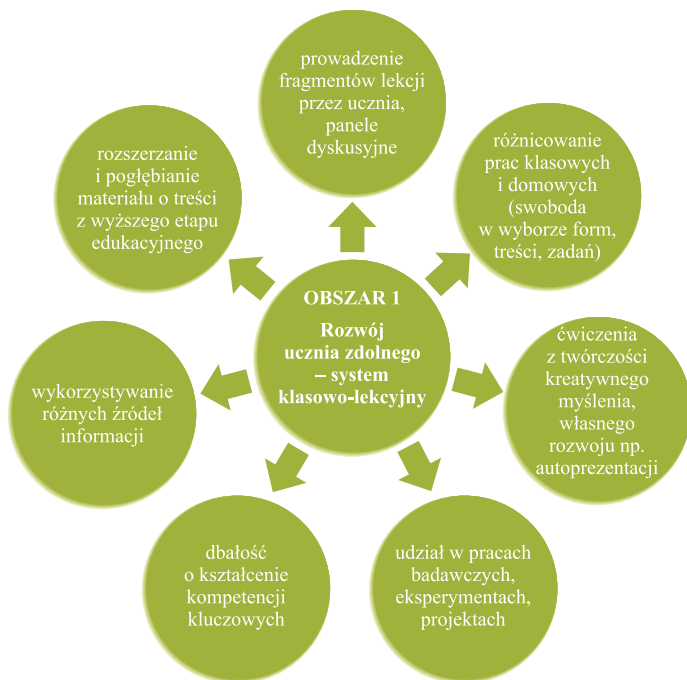 prowadzenie
fragmentów lekcji
przez ucznia,
panele
dyskusyjne
różnicowanie
prac klasowych
i domowych
(swoboda
w wyborze form,
treści, zadań)
ćwiczenia
z twórczości
kreatywnego
myślenia,
własnego
rozwoju np.
autoprezentacji
udział w pracach
badawczych,
eksperymentach,
projektach
dbałość
o kształcenie
kompetencji
kluczowych
wykorzystywanie
różnych źródeł
informacji
rozszerzanie
i pogłębianie
materiału o treści
z wyższego etapu
edukacyjnego
OBSZAR 1
Rozwój
ucznia zdolnego
– system
klasowo-lekcyjny